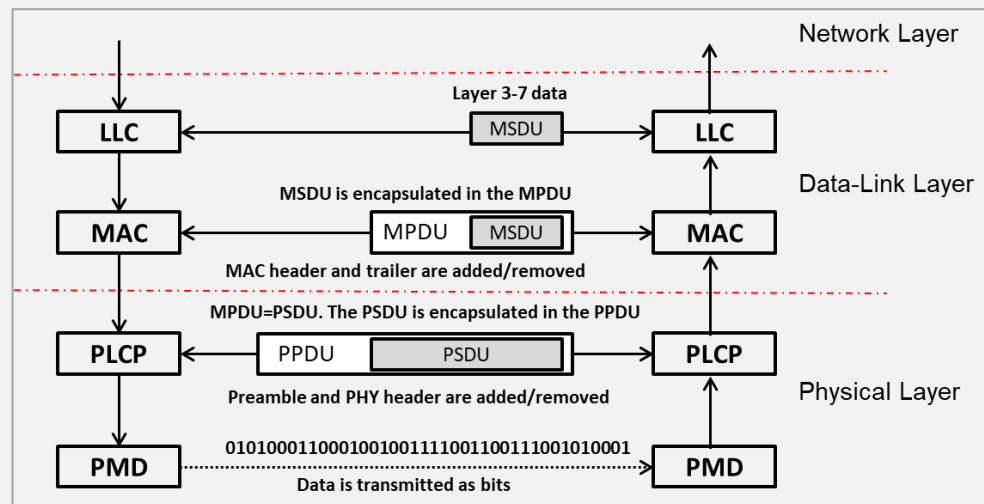 Network Layer
Layer 3-7 data
LLC
MSDU
LLC
Data-Link Layer
MSDU is encapsulated in the MPDU
MAC
MPDU
MSDU
MAC
MAC header and trailer are added/removed
MPDU=PSDU. The PSDU is encapsulated in the PPDU
PLCP
PPDU
PSDU
PLCP
Physical Layer
Preamble and PHY header are added/removed
0101000110001001001111100110011100101​0001
PMD
PMD
Data is transmitted as bits